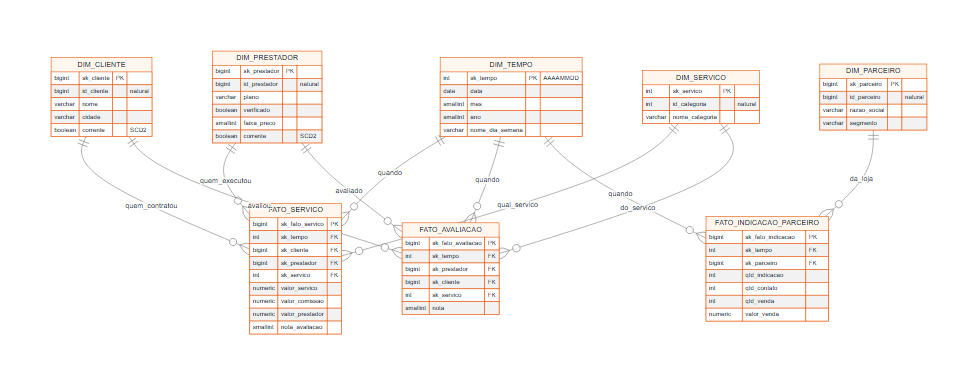 DIM_CLIENTE
bigint sk_cliente PK
bigint id_cliente natural
varchar nome
varchar cidade
boolean corrente SCD2
DIM_PRESTADOR
bigint sk_prestador PK
bigint id_prestador natural
varchar plano
boolean verificado
smallint faixa_preco
boolean corrente SCD2
DIM_TEMPO
int sk_tempo PK AAAAMMDD
date data
smallint mes
smallint ano
varchar nome_dia_semana
DIM_SERVICO
int sk_servico PK
int id_categoria natural
varchar nome_categoria
DIM_PARCEIRO
bigint sk_parceiro PK
bigint id_parceiro natural
varchar razao_social
varchar segmento
quem_contratou
quem_executou
avaliou
avaliado
quando
quando
quando
qual_servico
do_servico
da_loja
FATO_SERVICO
bigint sk_fato_servico PK
int sk_tempo FK
bigint sk_cliente FK
bigint sk_prestador FK
int sk_servico FK
numeric valor_servico
numeric valor_comissao
numeric valor_prestador
smallint nota_avaliacao
FATO_AVALIACAO
bigint sk_fato_avaliacao PK
int sk_tempo FK
bigint sk_prestador FK
bigint sk_cliente FK
int sk_servico FK
smallint nota
FATO_INDICACAO_PARCEIRO
bigint sk_fato_indicacao PK
int sk_tempo FK
bigint sk_parceiro FK
int qtd_indicacao
int qtd_contato
int qtd_venda
numeric valor_venda